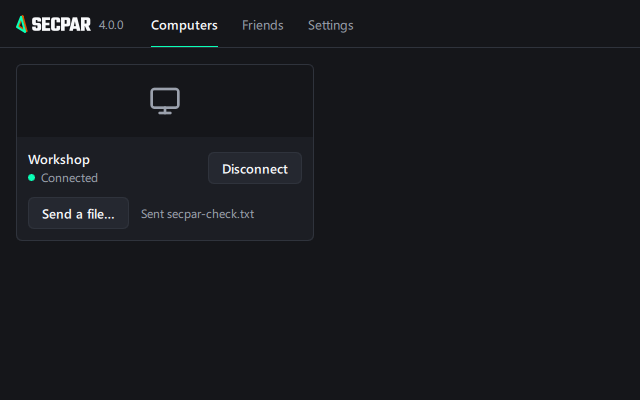 SECPAR 4.0.0 Computers Friends Settings
Workshop
Connected
Disconnect
Send a file... Sent secpar-check.txt